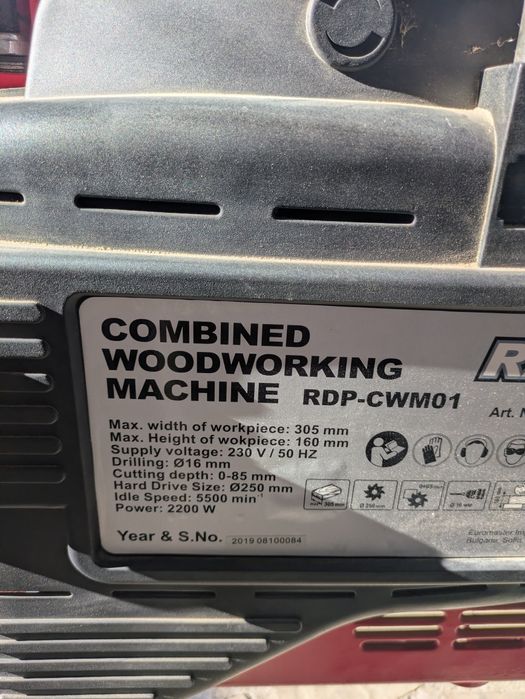 COMBINED
WOODWORKING
MACHINE RDP-CWM01
Art.
Max. width of workpiece: 305 mm
Max. Height of wokpiece: 160 mm
Supply voltage: 230 V / 50 HZ
Drilling: Ø16 mm
Cutting depth: 0-85 mm
Hard Drive Size: Ø250 mm
Idle Speed: 5500 min⁻¹
Power: 2200 W
Year & S.No. 2019 08100084
Euromaster